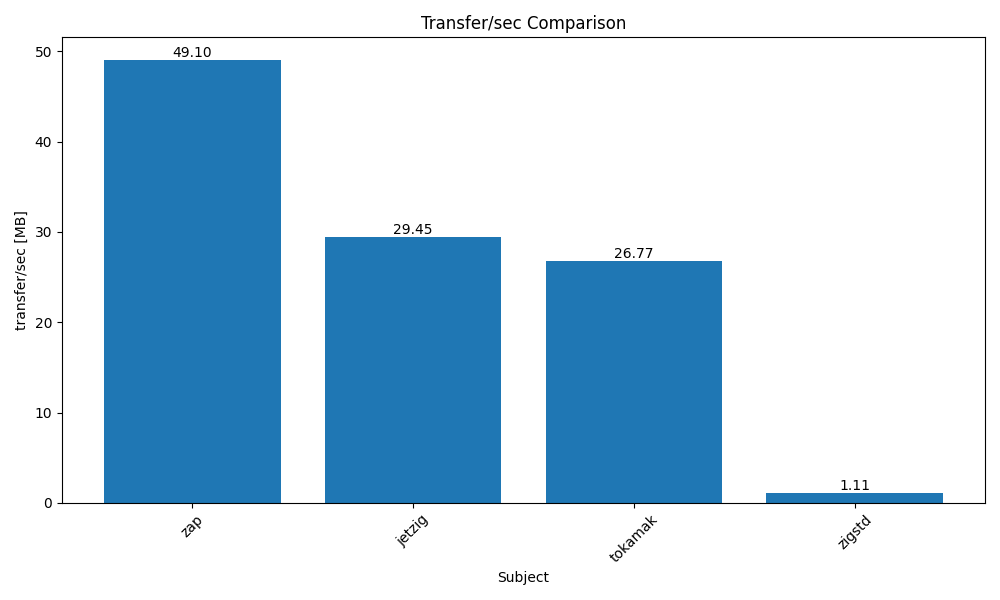 Transfer/sec Comparison
transfer/sec [MB]
50
40
30
20
10
0
49.10
29.45
26.77
1.11
zap
jetzig
tokamak
zigstd
Subject